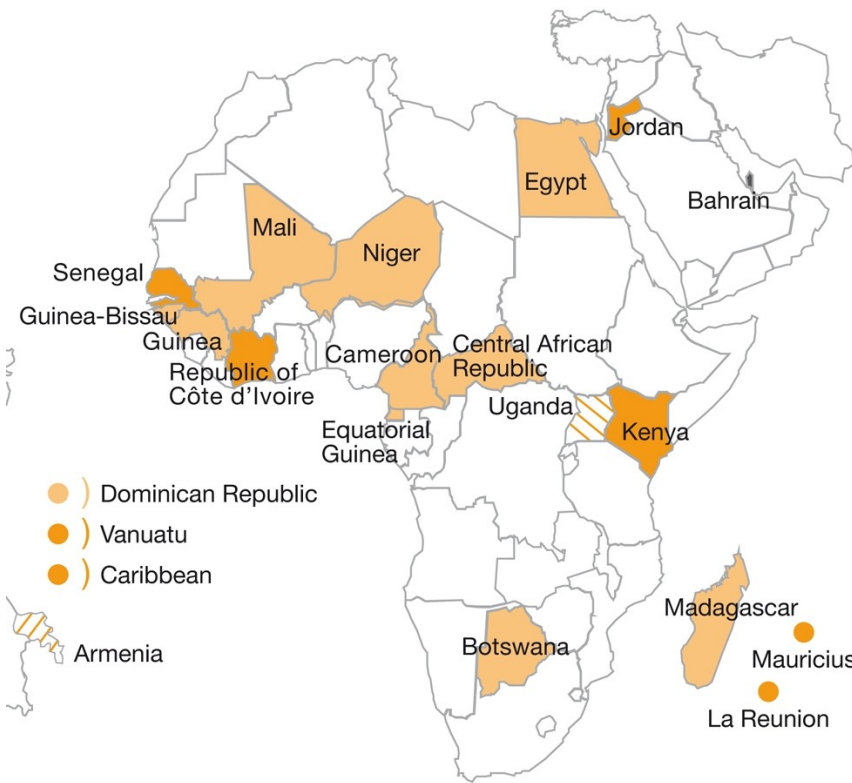 Jordan
Egypt
Bahrain
Mali
Niger
Senegal
Guinea-Bissau
Guinea
Cameroon
Central African
Republic
Republic of
Côte d'Ivoire
Uganda
Kenya
Equatorial
Guinea
) Dominican Republic
) Vanuatu
) Caribbean
Armenia
Madagascar
Botswana
Mauricius
La Reunion